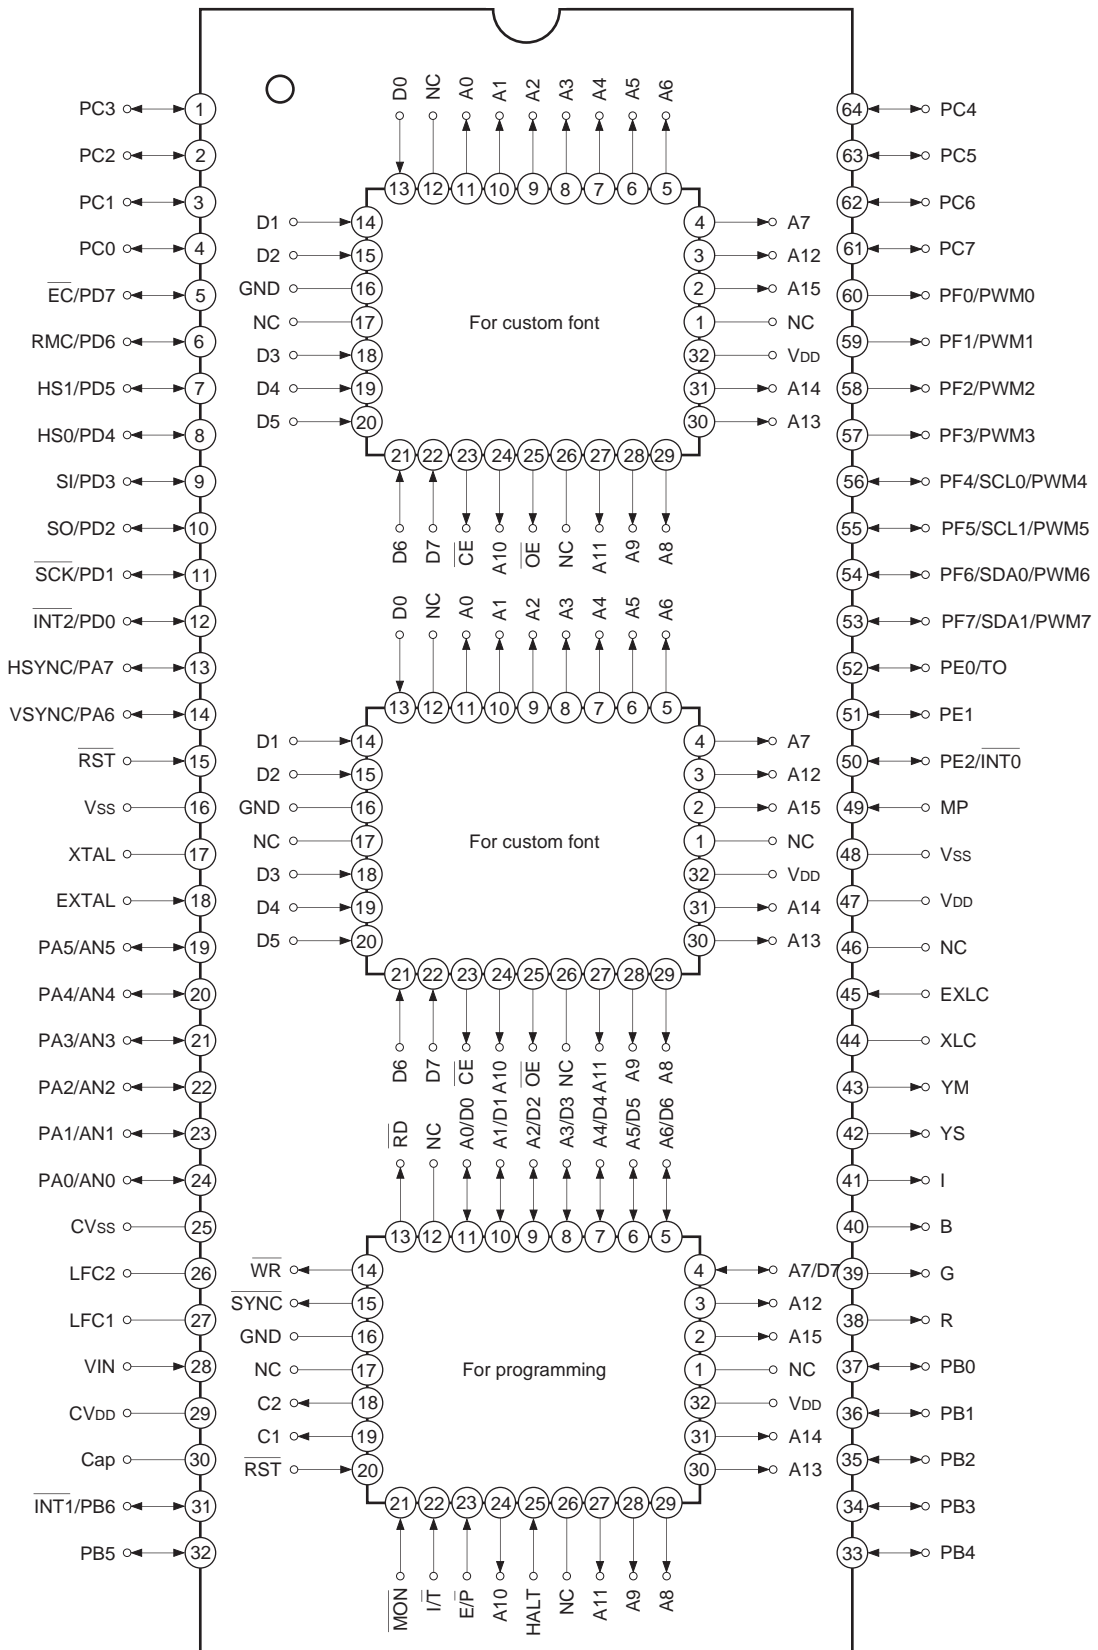 PC3 1
PC2 2
PC1 3
PC0 4
EC/PD7 5
RMC/PD6 6
HS1/PD5 7
HS0/PD4 8
SI/PD3 9
SO/PD2 10
SCK/PD1 11
INT2/PD0 12
HSYNC/PA7 13
VSYNC/PA6 14
RST 15
Vss 16
XTAL 17
EXTAL 18
PA5/AN5 19
PA4/AN4 20
PA3/AN3 21
PA2/AN2 22
PA1/AN1 23
PA0/AN0 24
CVss 25
LFC2 26
LFC1 27
VIN 28
CVDD 29
Cap 30
INT1/PB6 31
PB5 32
D0 NC A0 A1 A2 A3 A4 A5 A6
13 12 11 10 9 8 7 6 5
D1 14
D2 15
GND 16
NC 17
D3 18
D4 19
D5 20
For custom font
4 A7
3 A12
2 A15
1 NC
32 VDD
31 A14
30 A13
21 22 23 24 25 26 27 28 29
D6 D7 CE A10 OE NC A11 A9 A8
D0 NC A0 A1 A2 A3 A4 A5 A6
13 12 11 10 9 8 7 6 5
D1 14
D2 15
GND 16
NC 17
D3 18
D4 19
D5 20
For custom font
4 A7
3 A12
2 A15
1 NC
32 VDD
31 A14
30 A13
21 22 23 24 25 26 27 28 29
D6 D7 CE A10 OE NC A11 A9 A8
RD NC A0/D0 A1/D1 A2/D2 A3/D3 A4/D4 A5/D5 A6/D6
13 12 11 10 9 8 7 6 5
WR 14
SYNC 15
GND 16
NC 17
C2 18
C1 19
RST 20
For programming
4 A7/D7
3 A12
2 A15
1 NC
32 VDD
31 A14
30 A13
21 22 23 24 25 26 27 28 29
MON I/T E/P A10 HALT NC A11 A9 A8
64 PC4
63 PC5
62 PC6
61 PC7
60 PF0/PWM0
59 PF1/PWM1
58 PF2/PWM2
57 PF3/PWM3
56 PF4/SCL0/PWM4
55 PF5/SCL1/PWM5
54 PF6/SDA0/PWM6
53 PF7/SDA1/PWM7
52 PE0/TO
51 PE1
50 PE2/INT0
49 MP
48 Vss
47 VDD
46 NC
45 EXLC
44 XLC
43 YM
42 YS
41 I
40 B
39 G
38 R
37 PB0
36 PB1
35 PB2
34 PB3
33 PB4